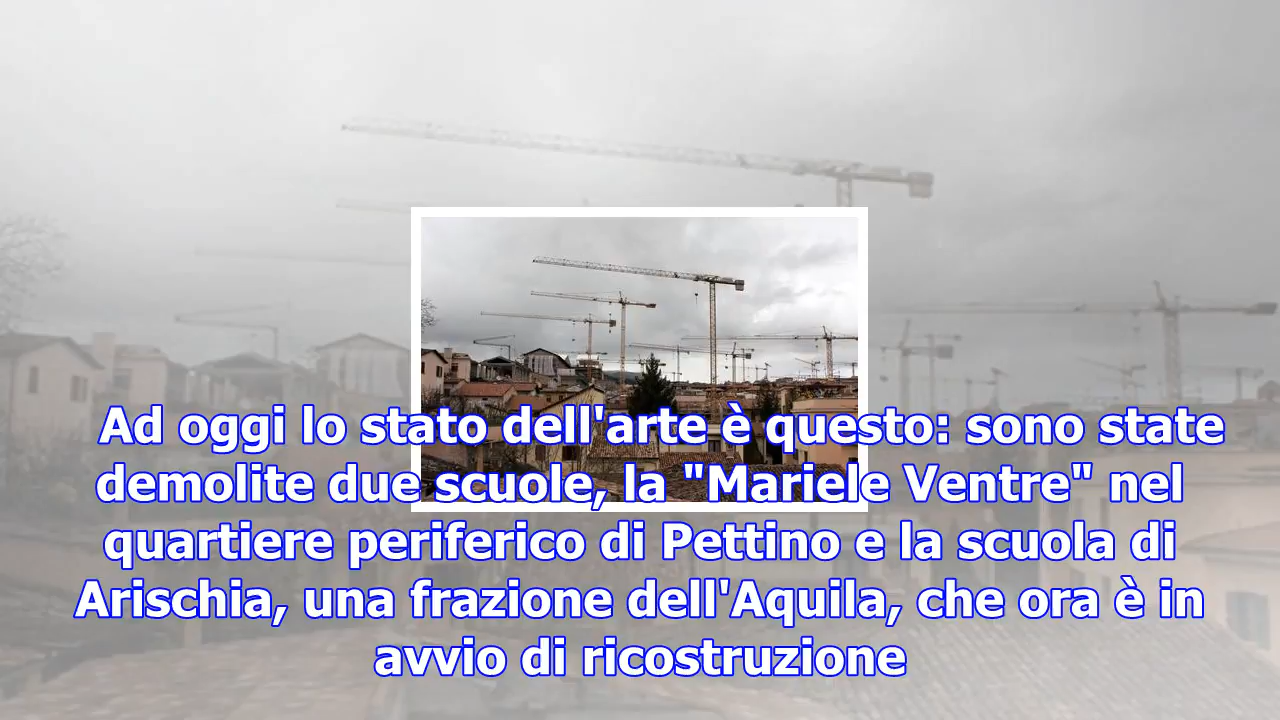 Ad oggi lo stato dell'arte è questo: sono state
demolite due scuole, la "Mariele Ventre" nel
quartiere periferico di Pettino e la scuola di
Arischia, una frazione dell'Aquila, che ora è in
avvio di ricostruzione